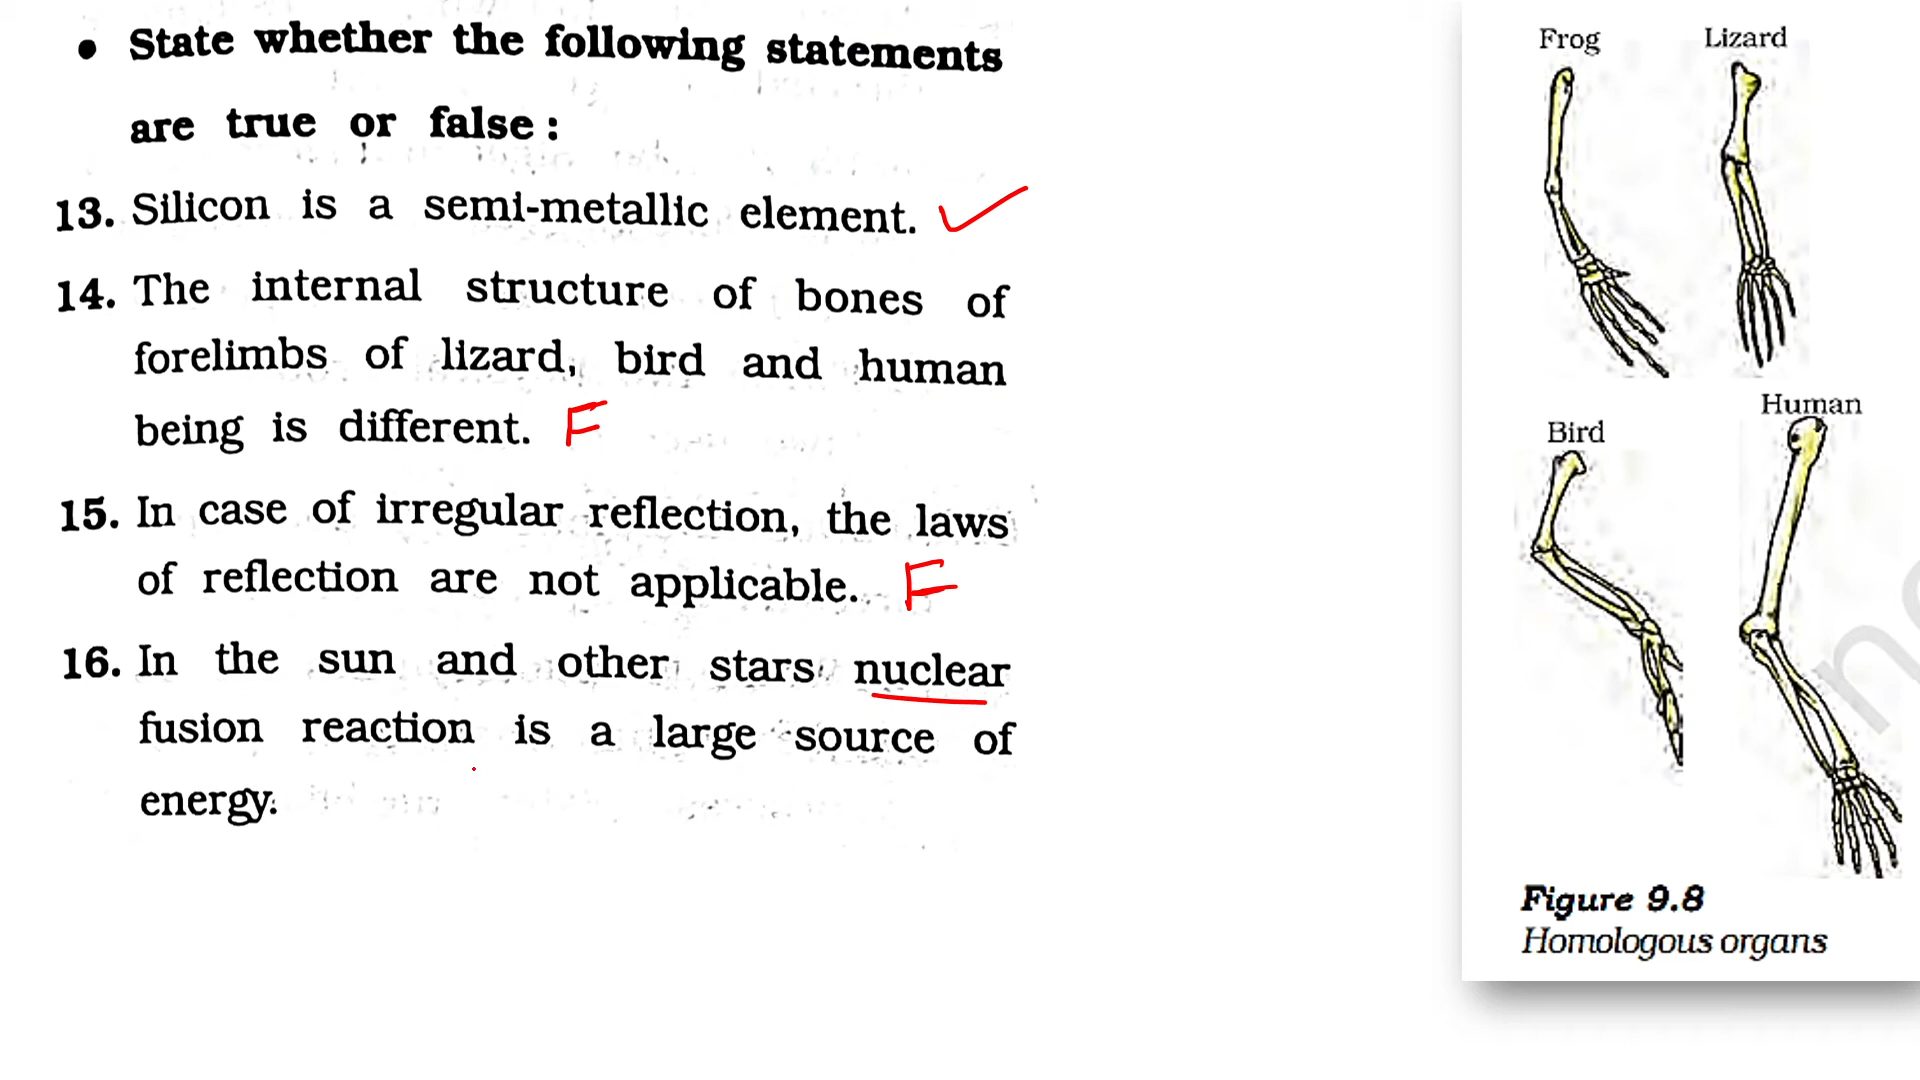 • State whether the following statements
are true or false :
13. Silicon is a semi-metallic element. ✓
14. The internal structure of bones of
forelimbs of lizard, bird and human
being is different. F
15. In case of irregular reflection, the laws
of reflection are not applicable. F
16. In the sun and other stars nuclear
fusion reaction is a large source of
energy.
Frog
Lizard
Bird
Human
Figure 9.8
Homologous organs